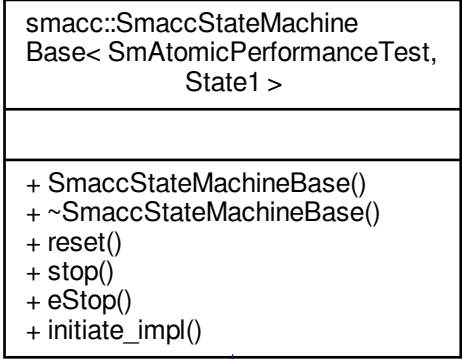 smacc::SmaccStateMachine
Base< SmAtomicPerformanceTest,
State1 >
+ SmaccStateMachineBase()
+ ~SmaccStateMachineBase()
+ reset()
+ stop()
+ eStop()
+ initiate_impl()